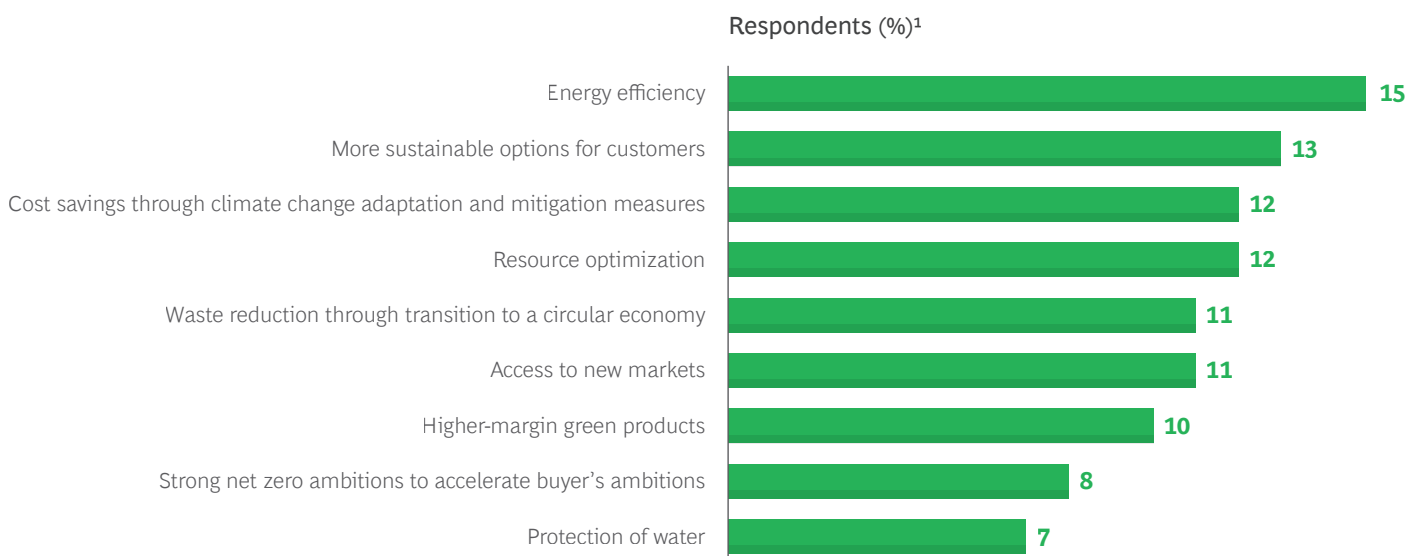 Respondents (%)¹
Energy efficiency 15
More sustainable options for customers 13
Cost savings through climate change adaptation and mitigation measures 12
Resource optimization 12
Waste reduction through transition to a circular economy 11
Access to new markets 11
Higher-margin green products 10
Strong net zero ambitions to accelerate buyer’s ambitions 8
Protection of water 7